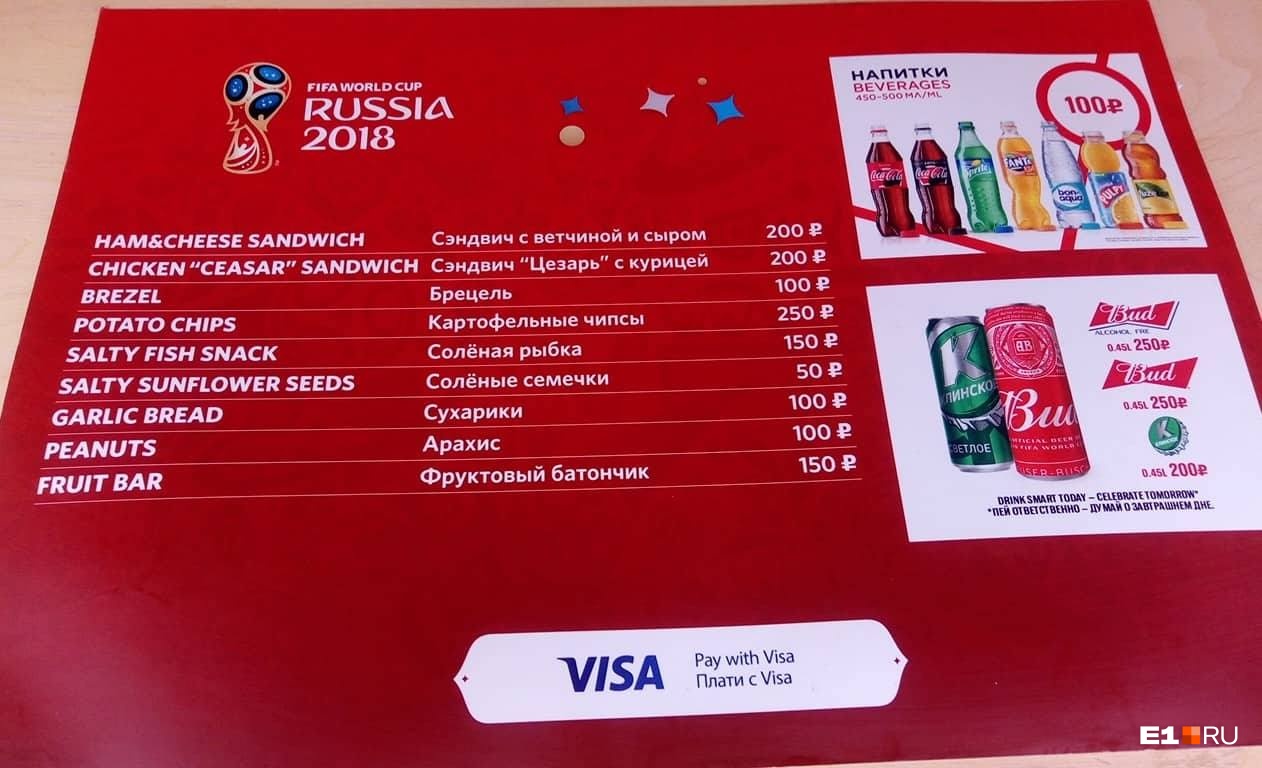 FIFA WORLD CUP
RUSSIA
2018
HAM&CHEESE SANDWICH Сэндвич с ветчиной и сыром 200 ₽
CHICKEN “CEASAR” SANDWICH Сэндвич “Цезарь” с курицей 200 ₽
BREZEL Брецель 100 ₽
POTATO CHIPS Картофельные чипсы 250 ₽
SALTY FISH SNACK Солёная рыбка 150 ₽
SALTY SUNFLOWER SEEDS Солёные семечки 50 ₽
GARLIC BREAD Сухарики 100 ₽
PEANUTS Арахис 100 ₽
FRUIT BAR Фруктовый батончик 150 ₽
НАПИТКИ
BEVERAGES
450-500 МЛ/ML
100₽
Coca-Cola
Coca-Cola
Sprite
FANTA
bon-aqua
PULPY
fuze
К
КЛИНСКОЕ
СВЕТЛОЕ
Bud
Bud
ALCOHOL FRE
0.45L 250₽
Bud
0.45L 250₽
0.45L 200₽
DRINK SMART TODAY – CELEBRATE TOMORROW*
*ПЕЙ ОТВЕТСТВЕННО – ДУМАЙ О ЗАВТРАШНЕМ ДНЕ.
VISA
Pay with Visa
Плати с Visa
E1 RU